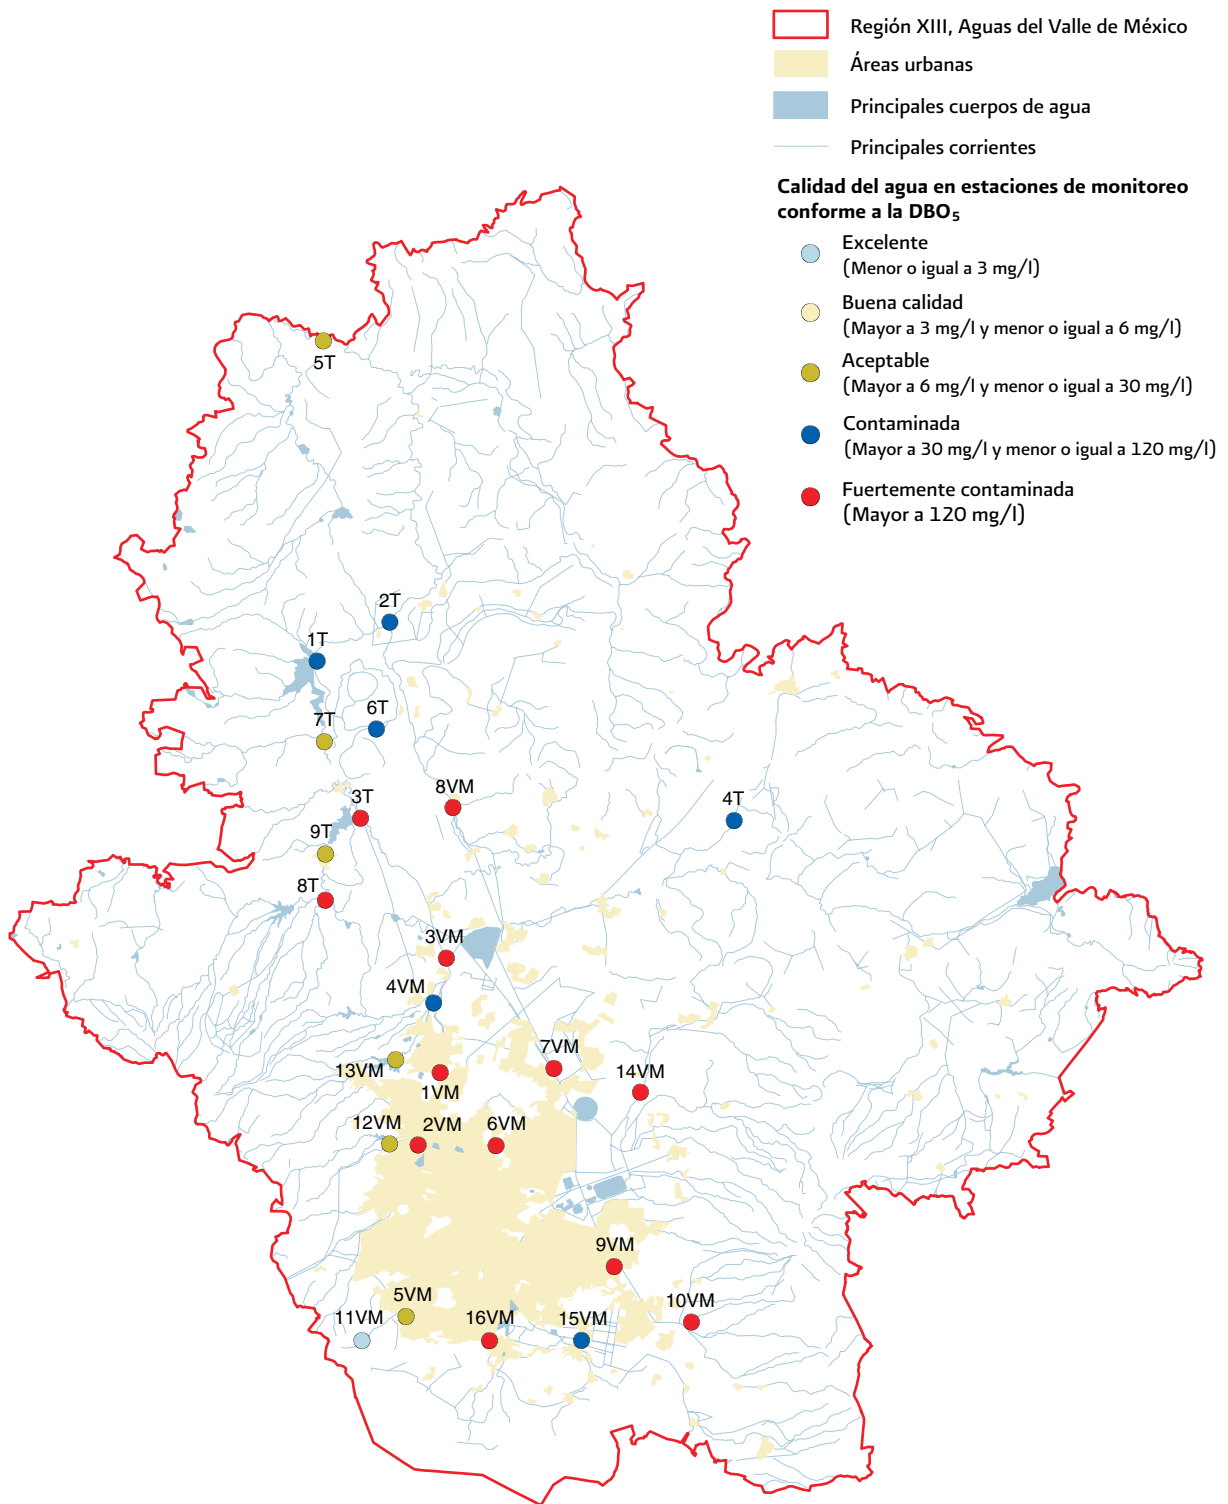 Región XIII, Aguas del Valle de México
Áreas urbanas
Principales cuerpos de agua
Principales corrientes
Calidad del agua en estaciones de monitoreo
conforme a la DBO₅
Excelente
(Menor o igual a 3 mg/l)
Buena calidad
(Mayor a 3 mg/l y menor o igual a 6 mg/l)
Aceptable
(Mayor a 6 mg/l y menor o igual a 30 mg/l)
Contaminada
(Mayor a 30 mg/l y menor o igual a 120 mg/l)
Fuertemente contaminada
(Mayor a 120 mg/l)
5T
2T
1T
6T
7T
8VM
3T
4T
9T
8T
3VM
4VM
7VM
13VM
14VM
1VM
12VM
2VM
6VM
9VM
5VM
10VM
11VM
16VM
15VM